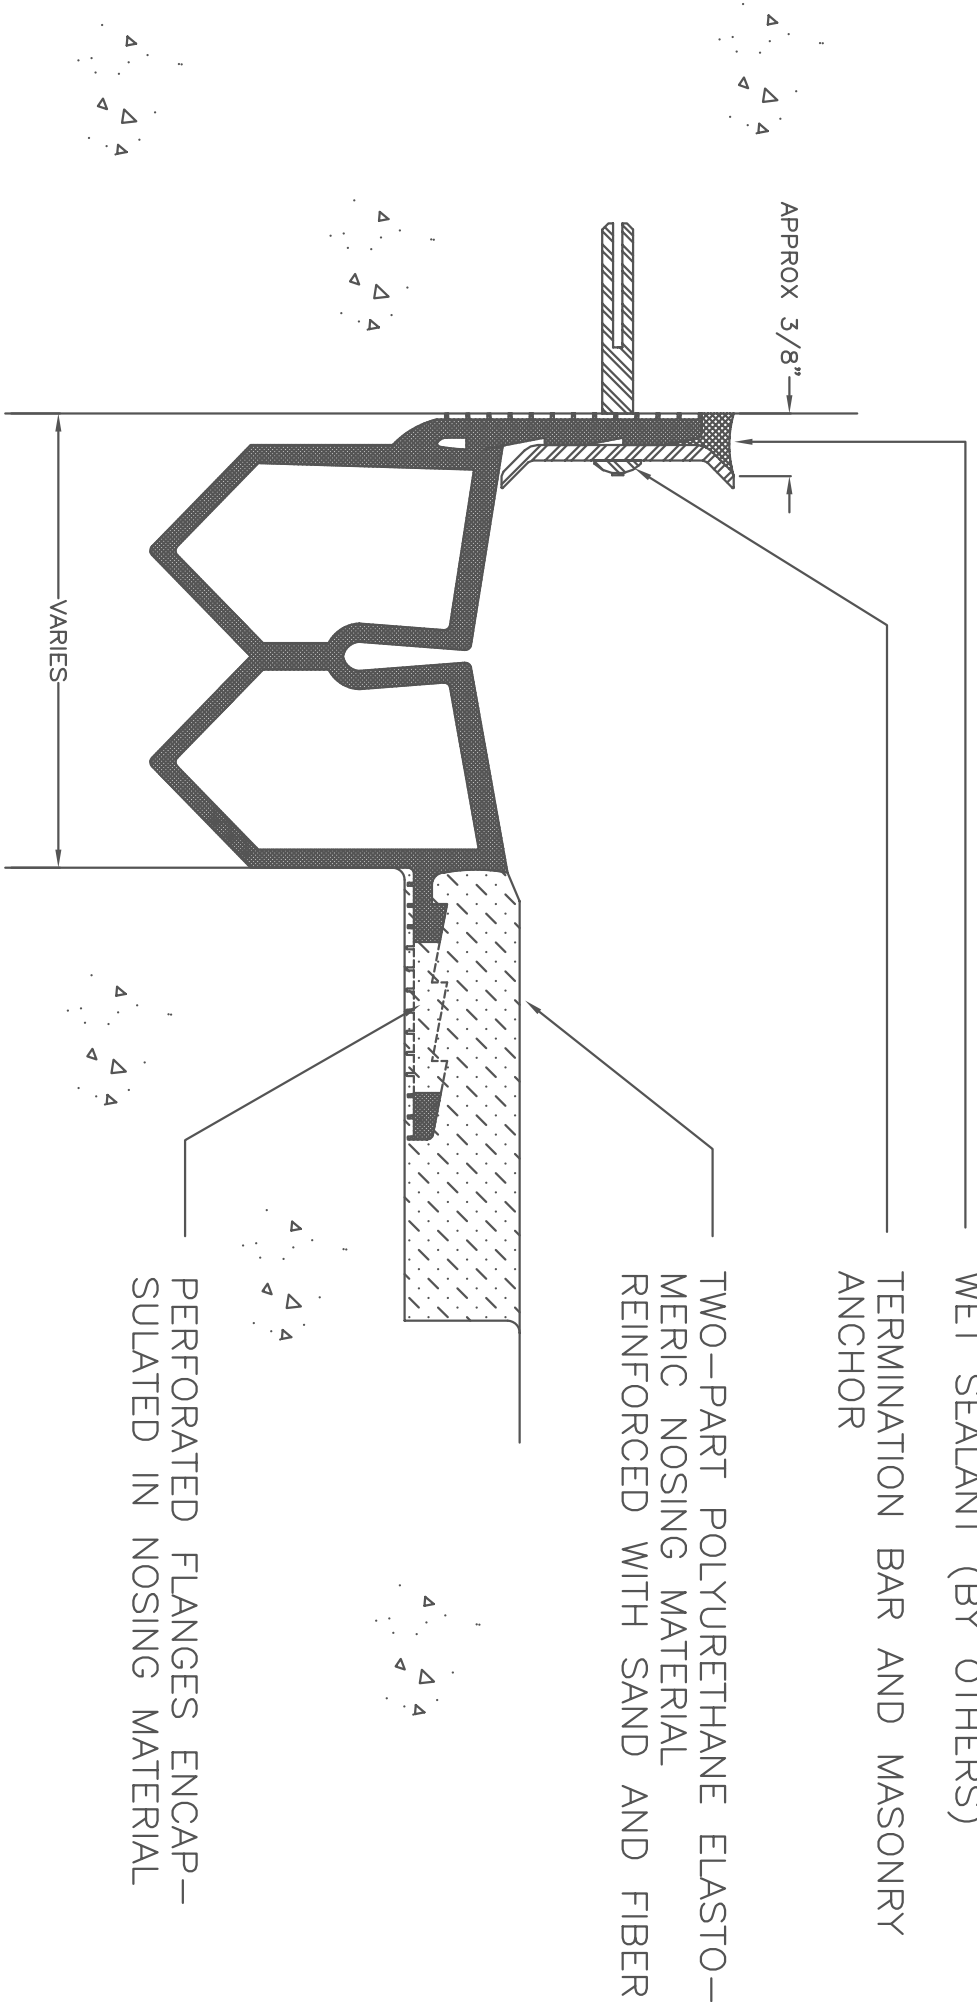 WET SEALANT (BY OTHERS)
TERMINATION BAR AND MASONRY
ANCHOR
APPROX 3/8"
TWO-PART POLYURETHANE ELASTO-
MERIC NOSING MATERIAL
REINFORCED WITH SAND AND FIBER
PERFORATED FLANGES ENCAP-
SULATED IN NOSING MATERIAL
VARIES